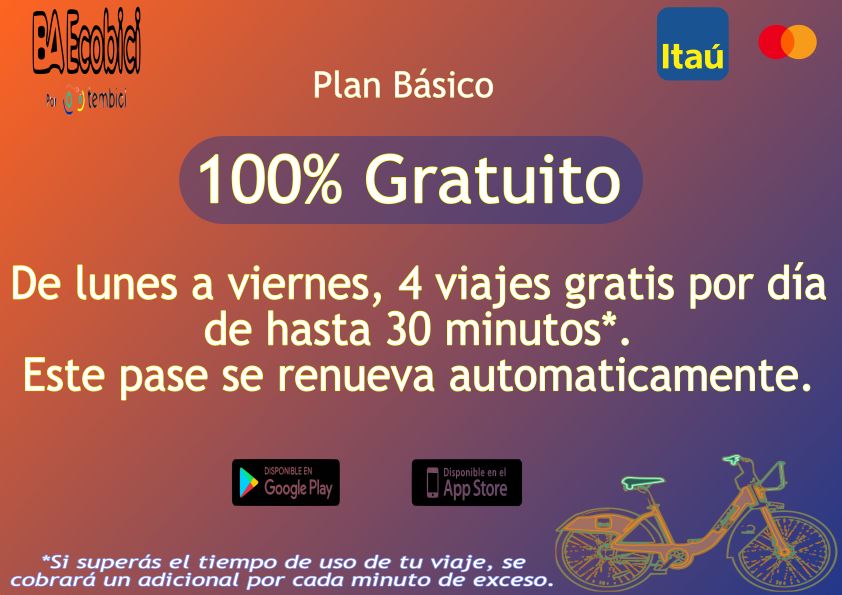 BA Ecobici
Por tembici
Itaú
Plan Básico
100% Gratuito
De lunes a viernes, 4 viajes gratis por día
de hasta 30 minutos*.
Este pase se renueva automaticamente.
DISPONIBLE EN
Google Play
Disponible en el
App Store
*Si superás el tiempo de uso de tu viaje, se
cobrará un adicional por cada minuto de exceso.